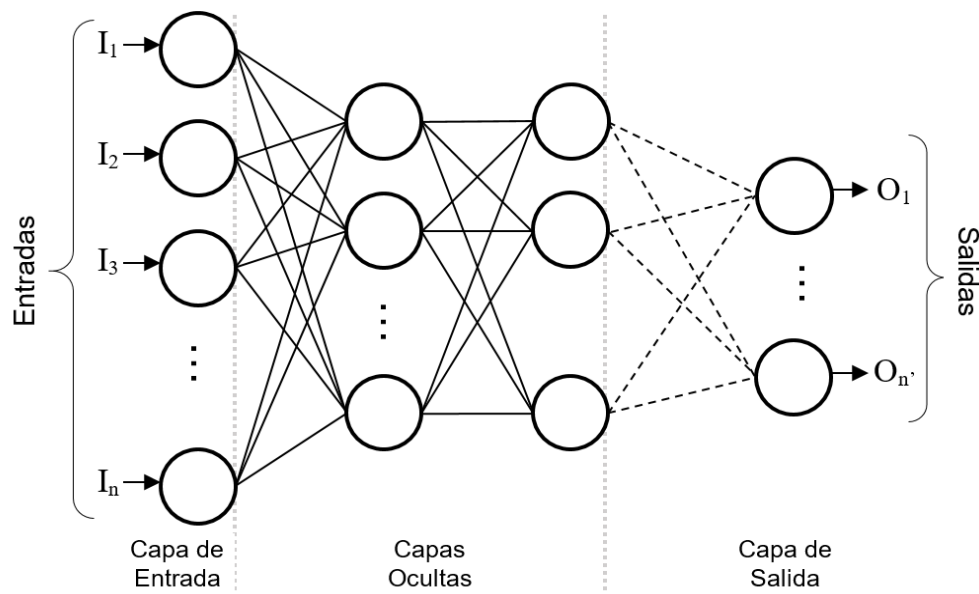 Entradas
I₁
I₂
I₃
⋮
Iₙ
O₁
⋮
Oₙ’
Salidas
Capa de
Entrada
Capas
Ocultas
Capa de
Salida